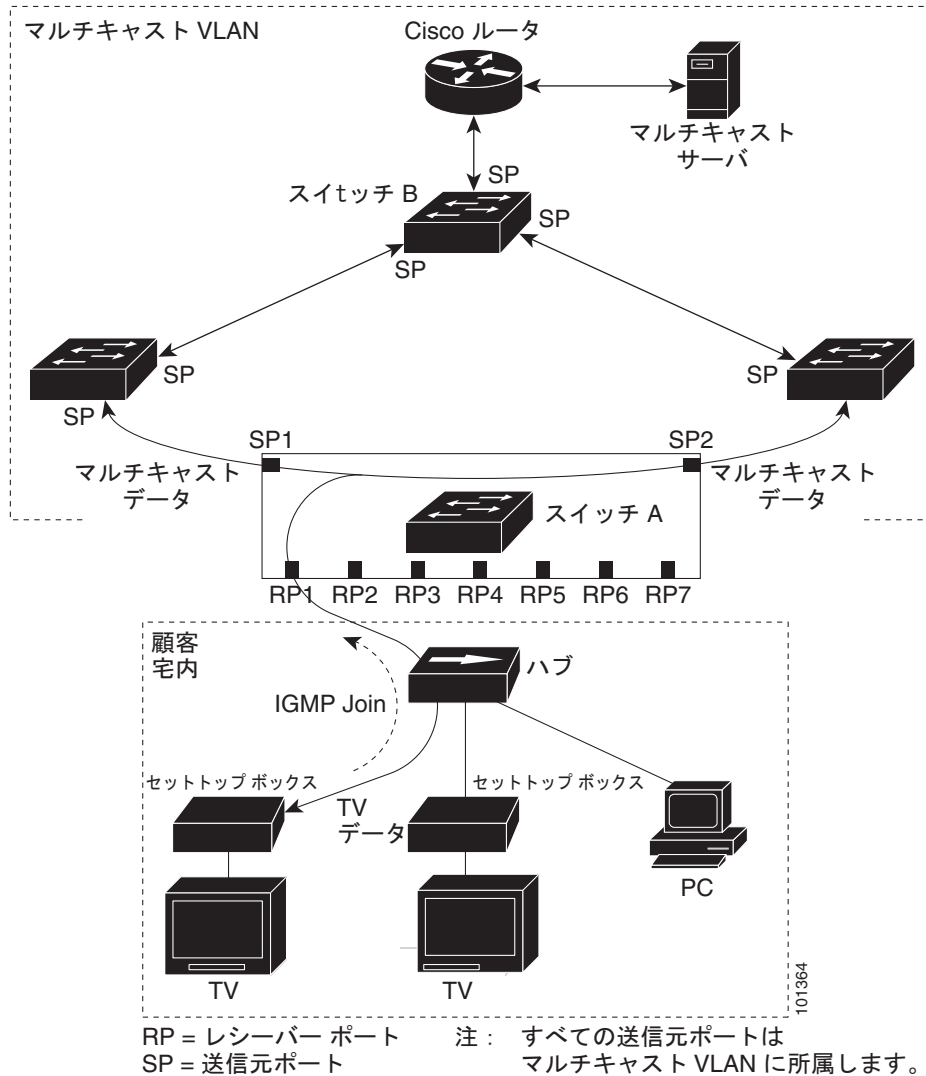 マルチキャスト VLAN
Cisco ルータ
マルチキャスト
サーバ
スイtッチ B
SP
SP
SP
SP
SP
SP
SP1
SP2
マルチキャスト
データ
マルチキャスト
データ
スイッチ A
RP1 RP2 RP3 RP4 RP5 RP6 RP7
顧客
宅内
ハブ
IGMP Join
セットトップ ボックス
セットトップ ボックス
TV
データ
PC
TV
TV
101364
RP = レシーバー ポート
SP = 送信元ポート
注 : すべての送信元ポートは
マルチキャスト VLAN に所属します。